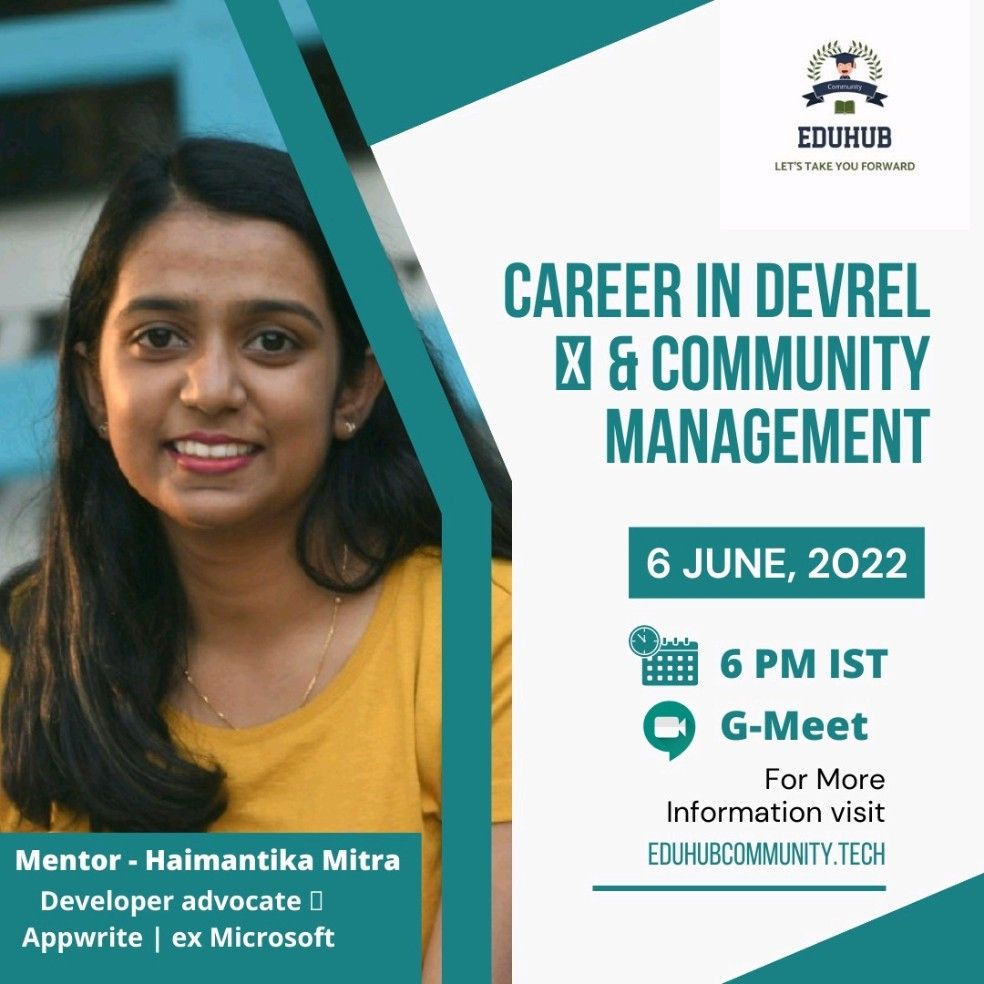 Community
EDUHUB
LET'S TAKE YOU FORWARD
CAREER IN DEVREL
& COMMUNITY
MANAGEMENT
6 JUNE, 2022
6 PM IST
G-Meet
For More
Information visit
EDUHUBCOMMUNITY.TECH
Mentor - Haimantika Mitra
Developer advocate
Appwrite | ex Microsoft